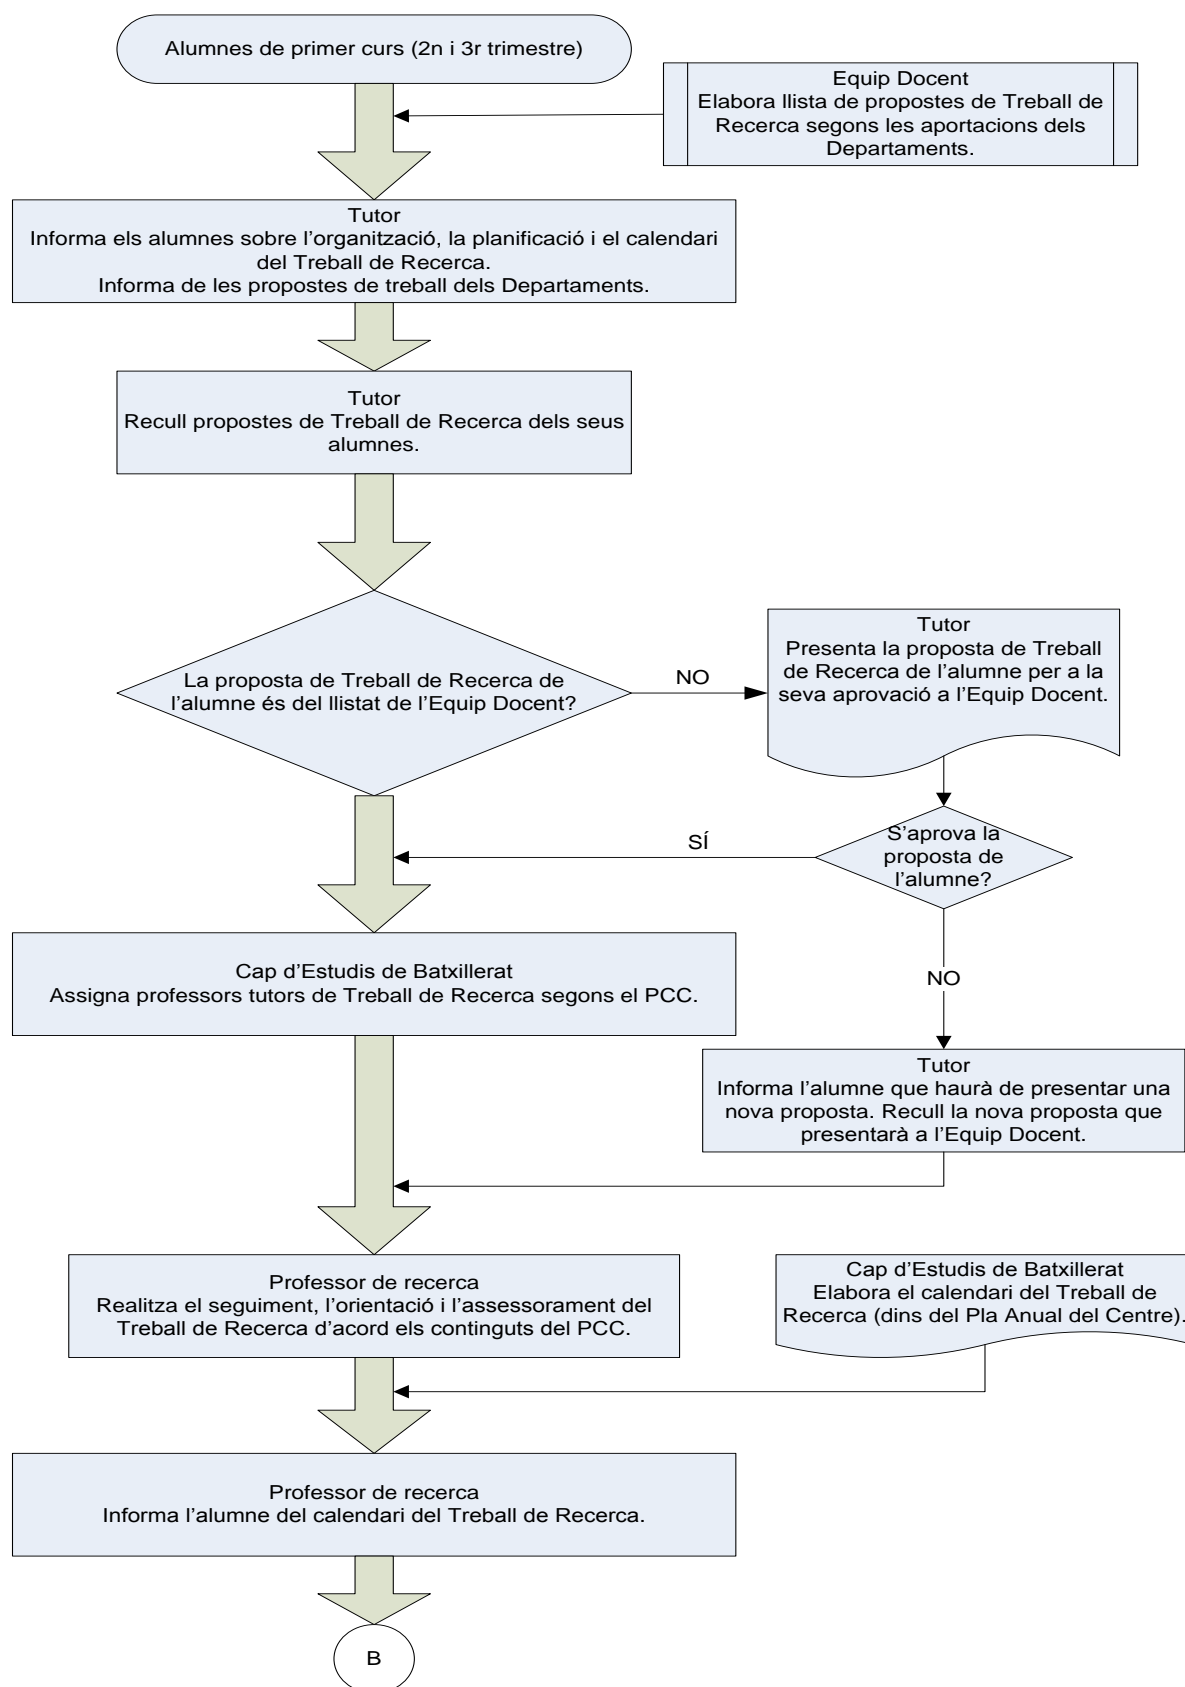 Alumnes de primer curs (2n i 3r trimestre)
Equip Docent
Elabora llista de propostes de Treball de
Recerca segons les aportacions dels
Departaments.
Tutor
Informa els alumnes sobre l’organització, la planificació i el calendari
del Treball de Recerca.
Informa de les propostes de treball dels Departaments.
Tutor
Recull propostes de Treball de Recerca dels seus
alumnes.
La proposta de Treball de Recerca de
l’alumne és del llistat de l’Equip Docent?
NO
Tutor
Presenta la proposta de Treball
de Recerca de l’alumne per a la
seva aprovació a l’Equip Docent.
S’aprova la
proposta de
l’alumne?
SÍ
NO
Cap d’Estudis de Batxillerat
Assigna professors tutors de Treball de Recerca segons el PCC.
Tutor
Informa l’alumne que haurà de presentar una
nova proposta. Recull la nova proposta que
presentarà a l’Equip Docent.
Professor de recerca
Realitza el seguiment, l’orientació i l’assessorament del
Treball de Recerca d’acord els continguts del PCC.
Cap d’Estudis de Batxillerat
Elabora el calendari del Treball de
Recerca (dins del Pla Anual del Centre).
Professor de recerca
Informa l’alumne del calendari del Treball de Recerca.
B